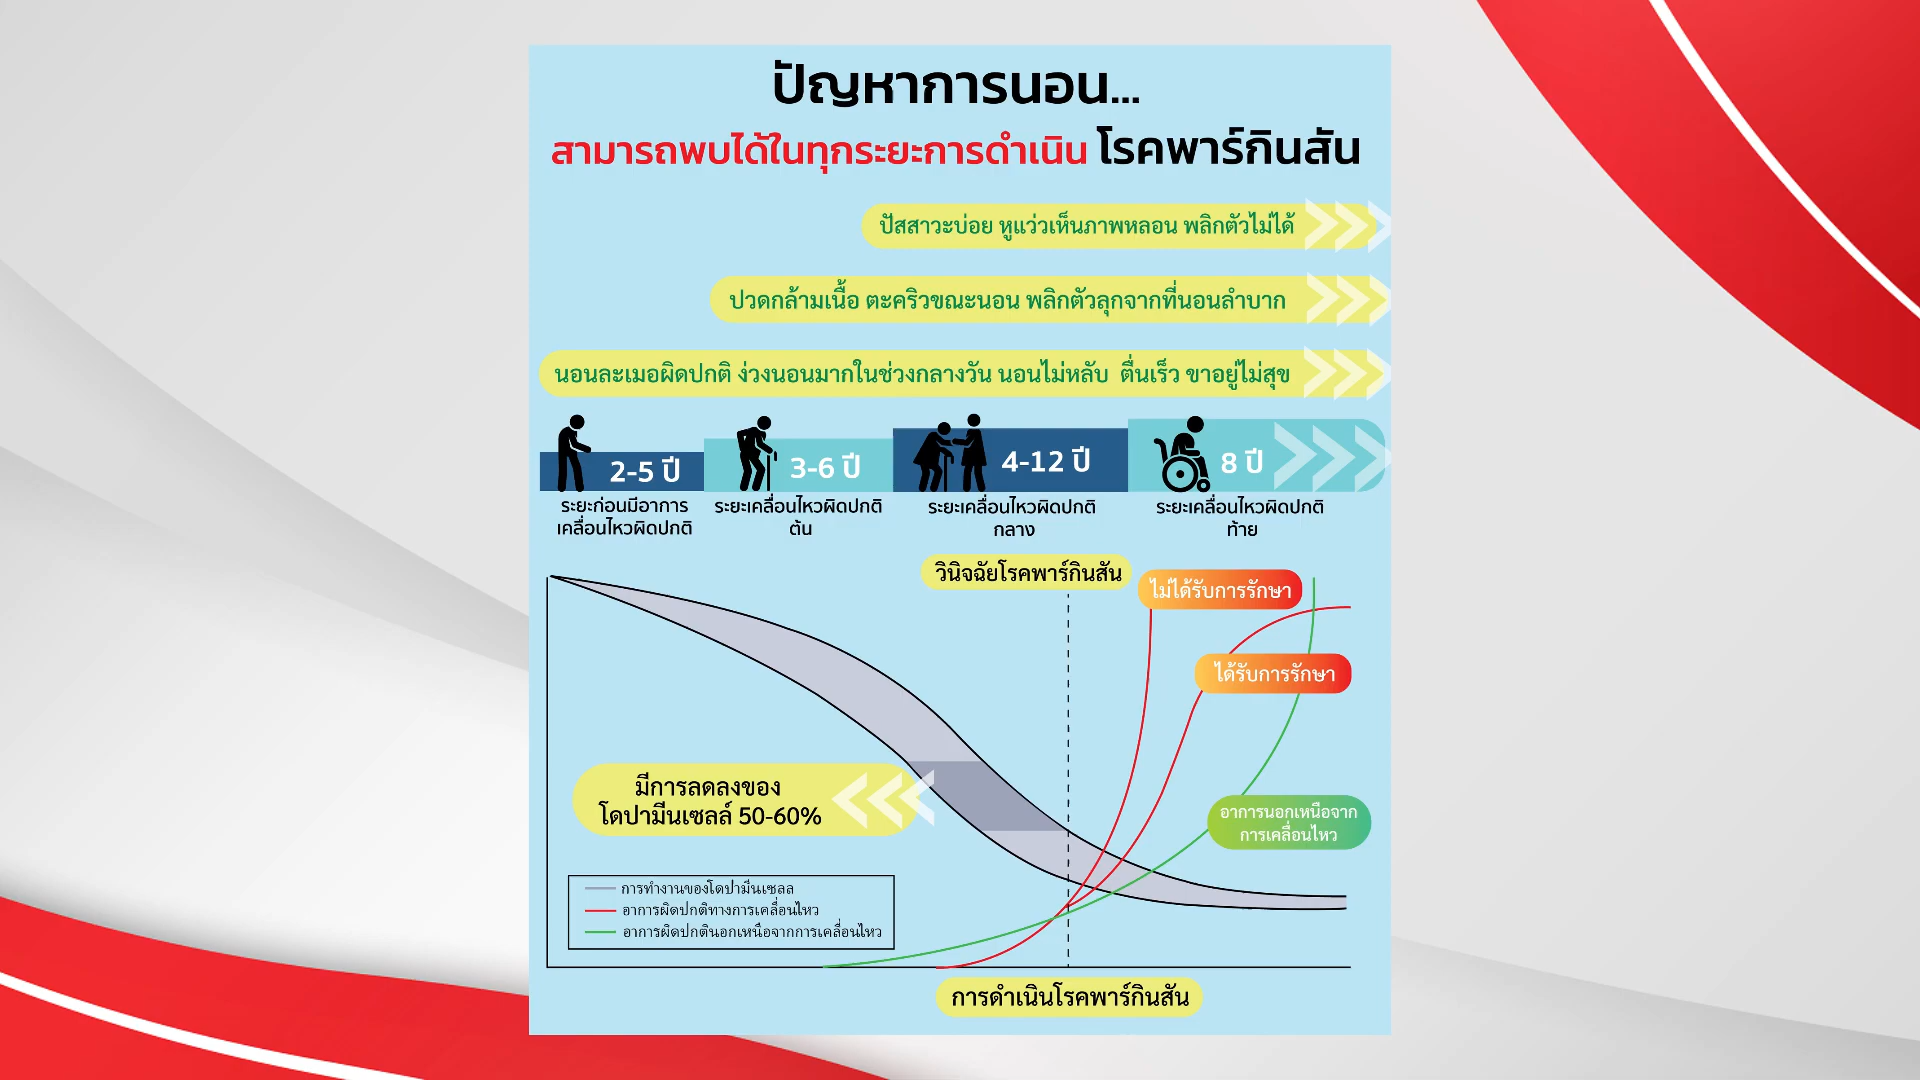 ปัญหาการนอน...
สามารถพบได้ในทุกระยะการดำเนิน โรคพาร์กินสัน
ปัสสาวะบ่อย หูแว่วเห็นภาพหลอน พลิกตัวไม่ได้
ปวดกล้ามเนื้อ ตะคริวขณะนอน พลิกตัวลุกจากที่นอนลำบาก
นอนละเมอผิดปกติ ง่วงนอนมากในช่วงกลางวัน นอนไม่หลับ ตื่นเร็ว ขาอยู่ไม่สุข
2-5 ปี
3-6 ปี
4-12 ปี
8 ปี
ระยะก่อนมีอาการ
เคลื่อนไหวผิดปกติ
ระยะเคลื่อนไหวผิดปกติ
ต้น
ระยะเคลื่อนไหวผิดปกติ
กลาง
ระยะเคลื่อนไหวผิดปกติ
ท้าย
วินิจฉัยโรคพาร์กินสัน
ไม่ได้รับการรักษา
ได้รับการรักษา
มีการลดลงของ
โดปามีนเซลล์ 50-60%
อาการนอกเหนือจาก
การเคลื่อนไหว
การทำงานของโดปามีนเซลล
อาการผิดปกติทางการเคลื่อนไหว
อาการผิดปกตินอกเหนือจากการเคลื่อนไหว
การดำเนินโรคพาร์กินสัน